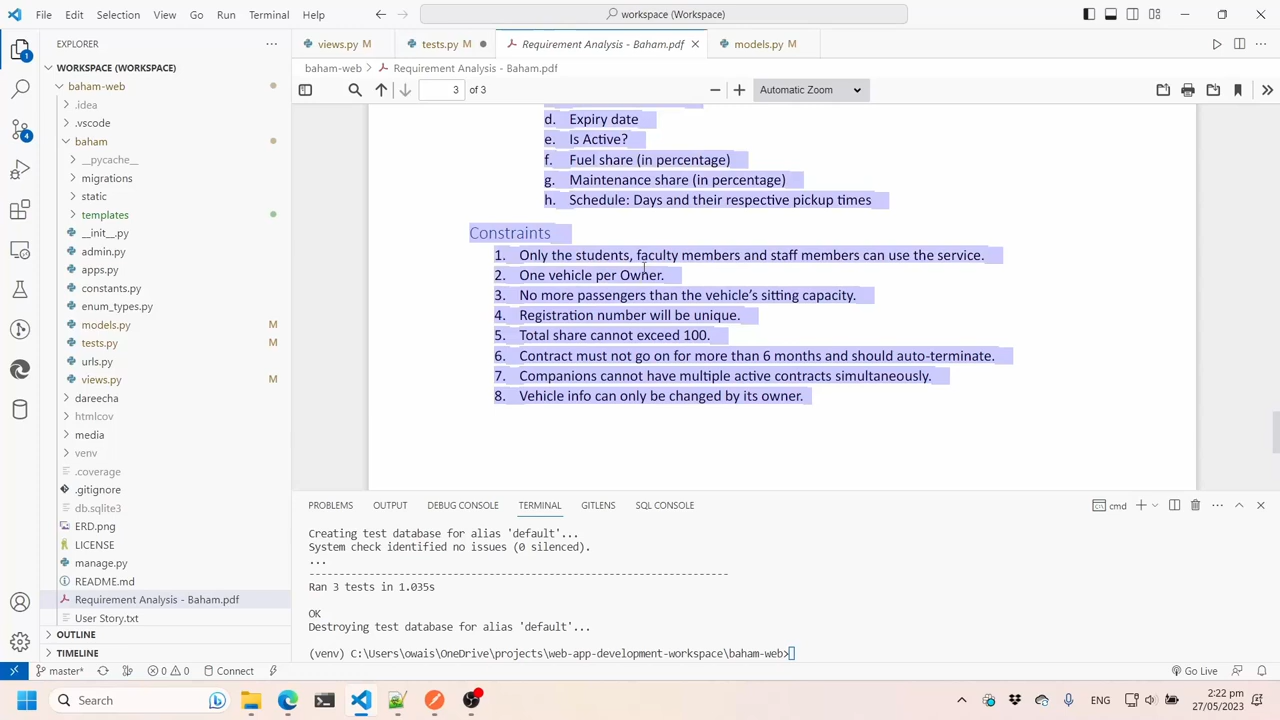 File Edit Selection View Go Run Terminal Help
workspace (Workspace)
EXPLORER
views.py M
tests.py M
Requirement Analysis - Baham.pdf
models.py M
WORKSPACE (WORKSPACE)
baham-web
.idea
.vscode
baham
__pycache__
migrations
static
templates
__init__.py
admin.py
apps.py
constants.py
enum_types.py
models.py M
tests.py M
urls.py
views.py M
dareecha
htmlcov
media
venv
.coverage
.gitignore
db.sqlite3
ERD.png
LICENSE
manage.py
README.md
Requirement Analysis - Baham.pdf
User Story.txt
OUTLINE
TIMELINE
baham-web > Requirement Analysis - Baham.pdf
3 of 3
Automatic Zoom
d. Expiry date
e. Is Active?
f. Fuel share (in percentage)
g. Maintenance share (in percentage)
h. Schedule: Days and their respective pickup times
Constraints
1. Only the students, faculty members and staff members can use the service.
2. One vehicle per Owner.
3. No more passengers than the vehicle's sitting capacity.
4. Registration number will be unique.
5. Total share cannot exceed 100.
6. Contract must not go on for more than 6 months and should auto-terminate.
7. Companions cannot have multiple active contracts simultaneously.
8. Vehicle info can only be changed by its owner.
PROBLEMS OUTPUT DEBUG CONSOLE TERMINAL GITLENS SQL CONSOLE
cmd
Creating test database for alias 'default'...
System check identified no issues (0 silenced).
...
----------------------------------------------------------------------
Ran 3 tests in 1.035s
OK
Destroying test database for alias 'default'...
(venv) C:\Users\owais\OneDrive\projects\web-app-development-workspace\baham-web>
1
4
master* 0 0 Connect
Go Live
Search
ENG
2:22 pm
27/05/2023